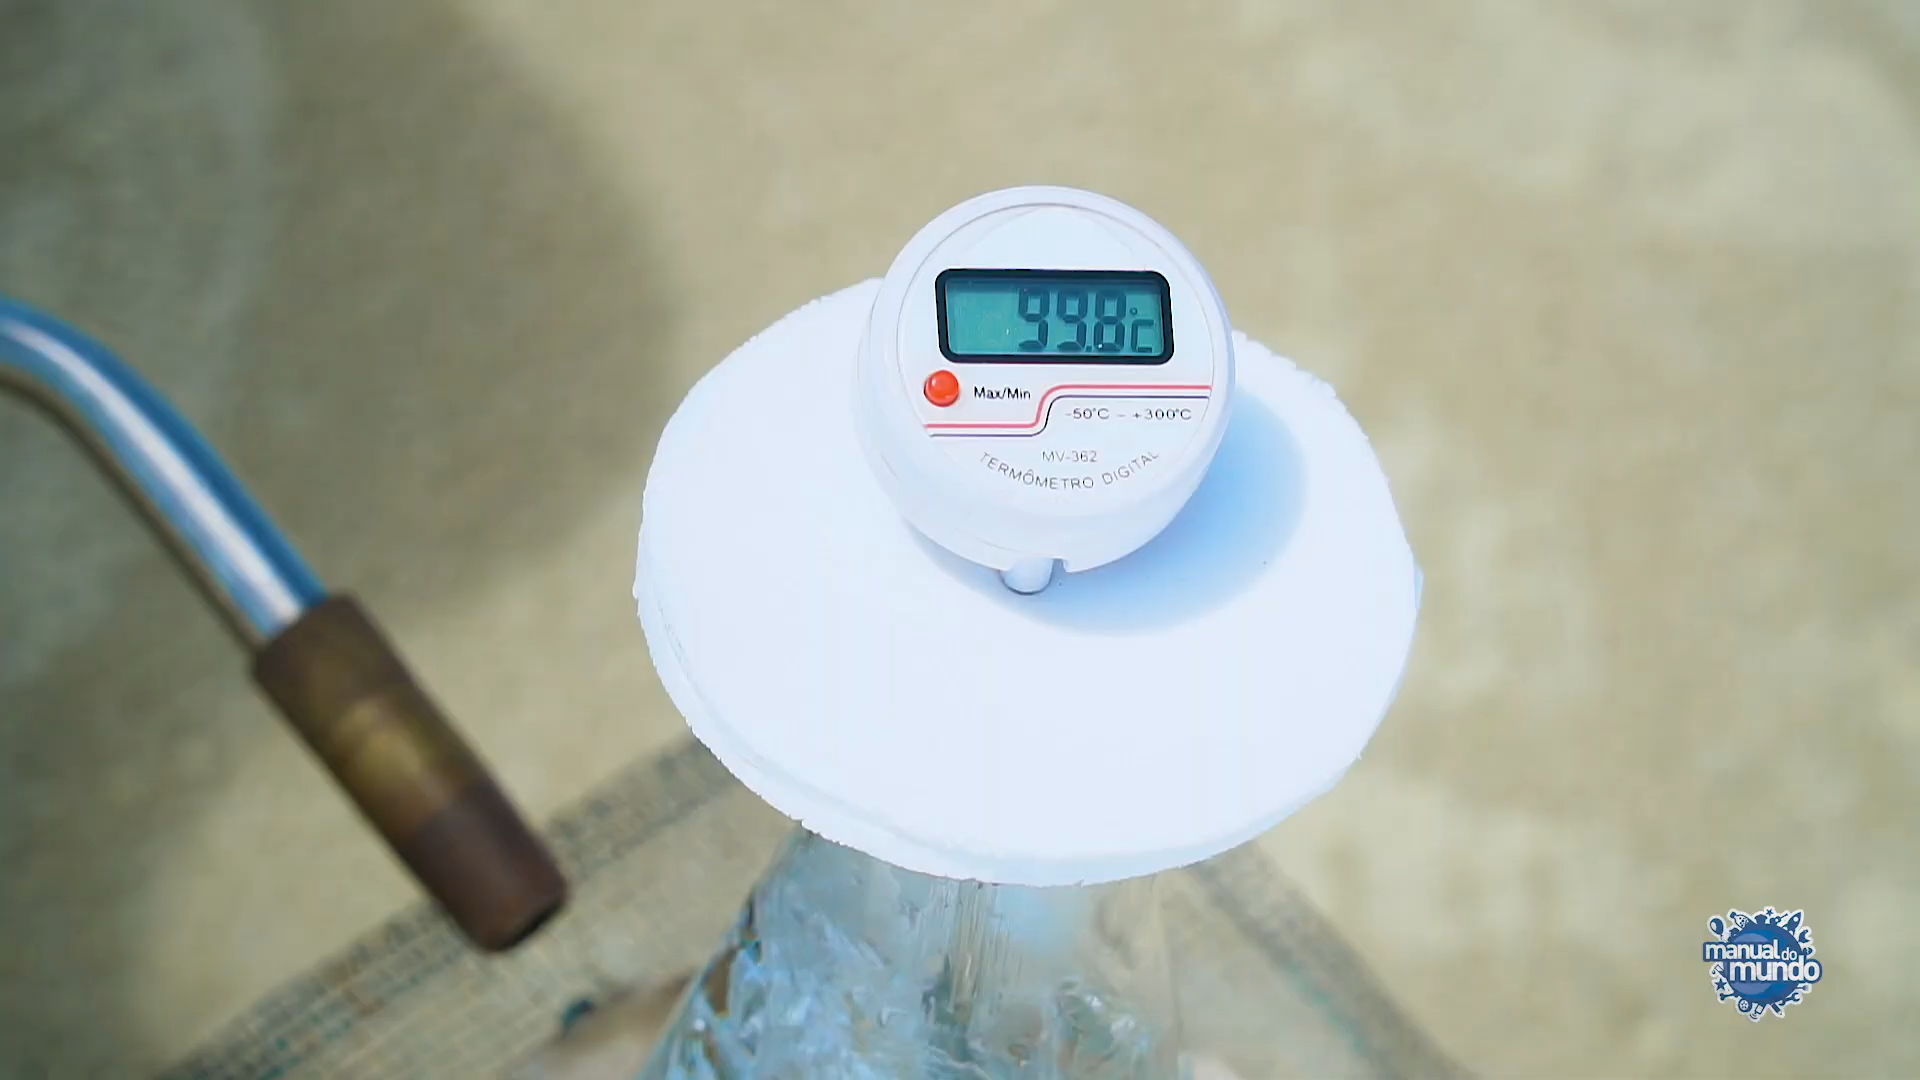 99.8°C
Max/Min
-50°C - +300°C
MV-362
TERMÔMETRO DIGITAL
manual do
mundo